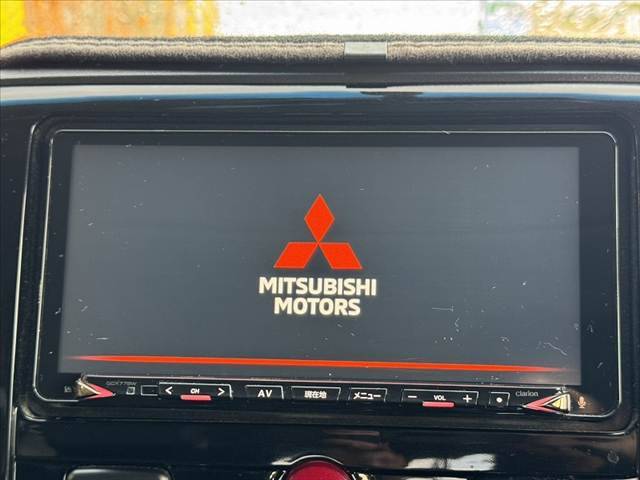 MITSUBISHI
MOTORS
CH
AV
現在地
メニュー
VOL
Clarion